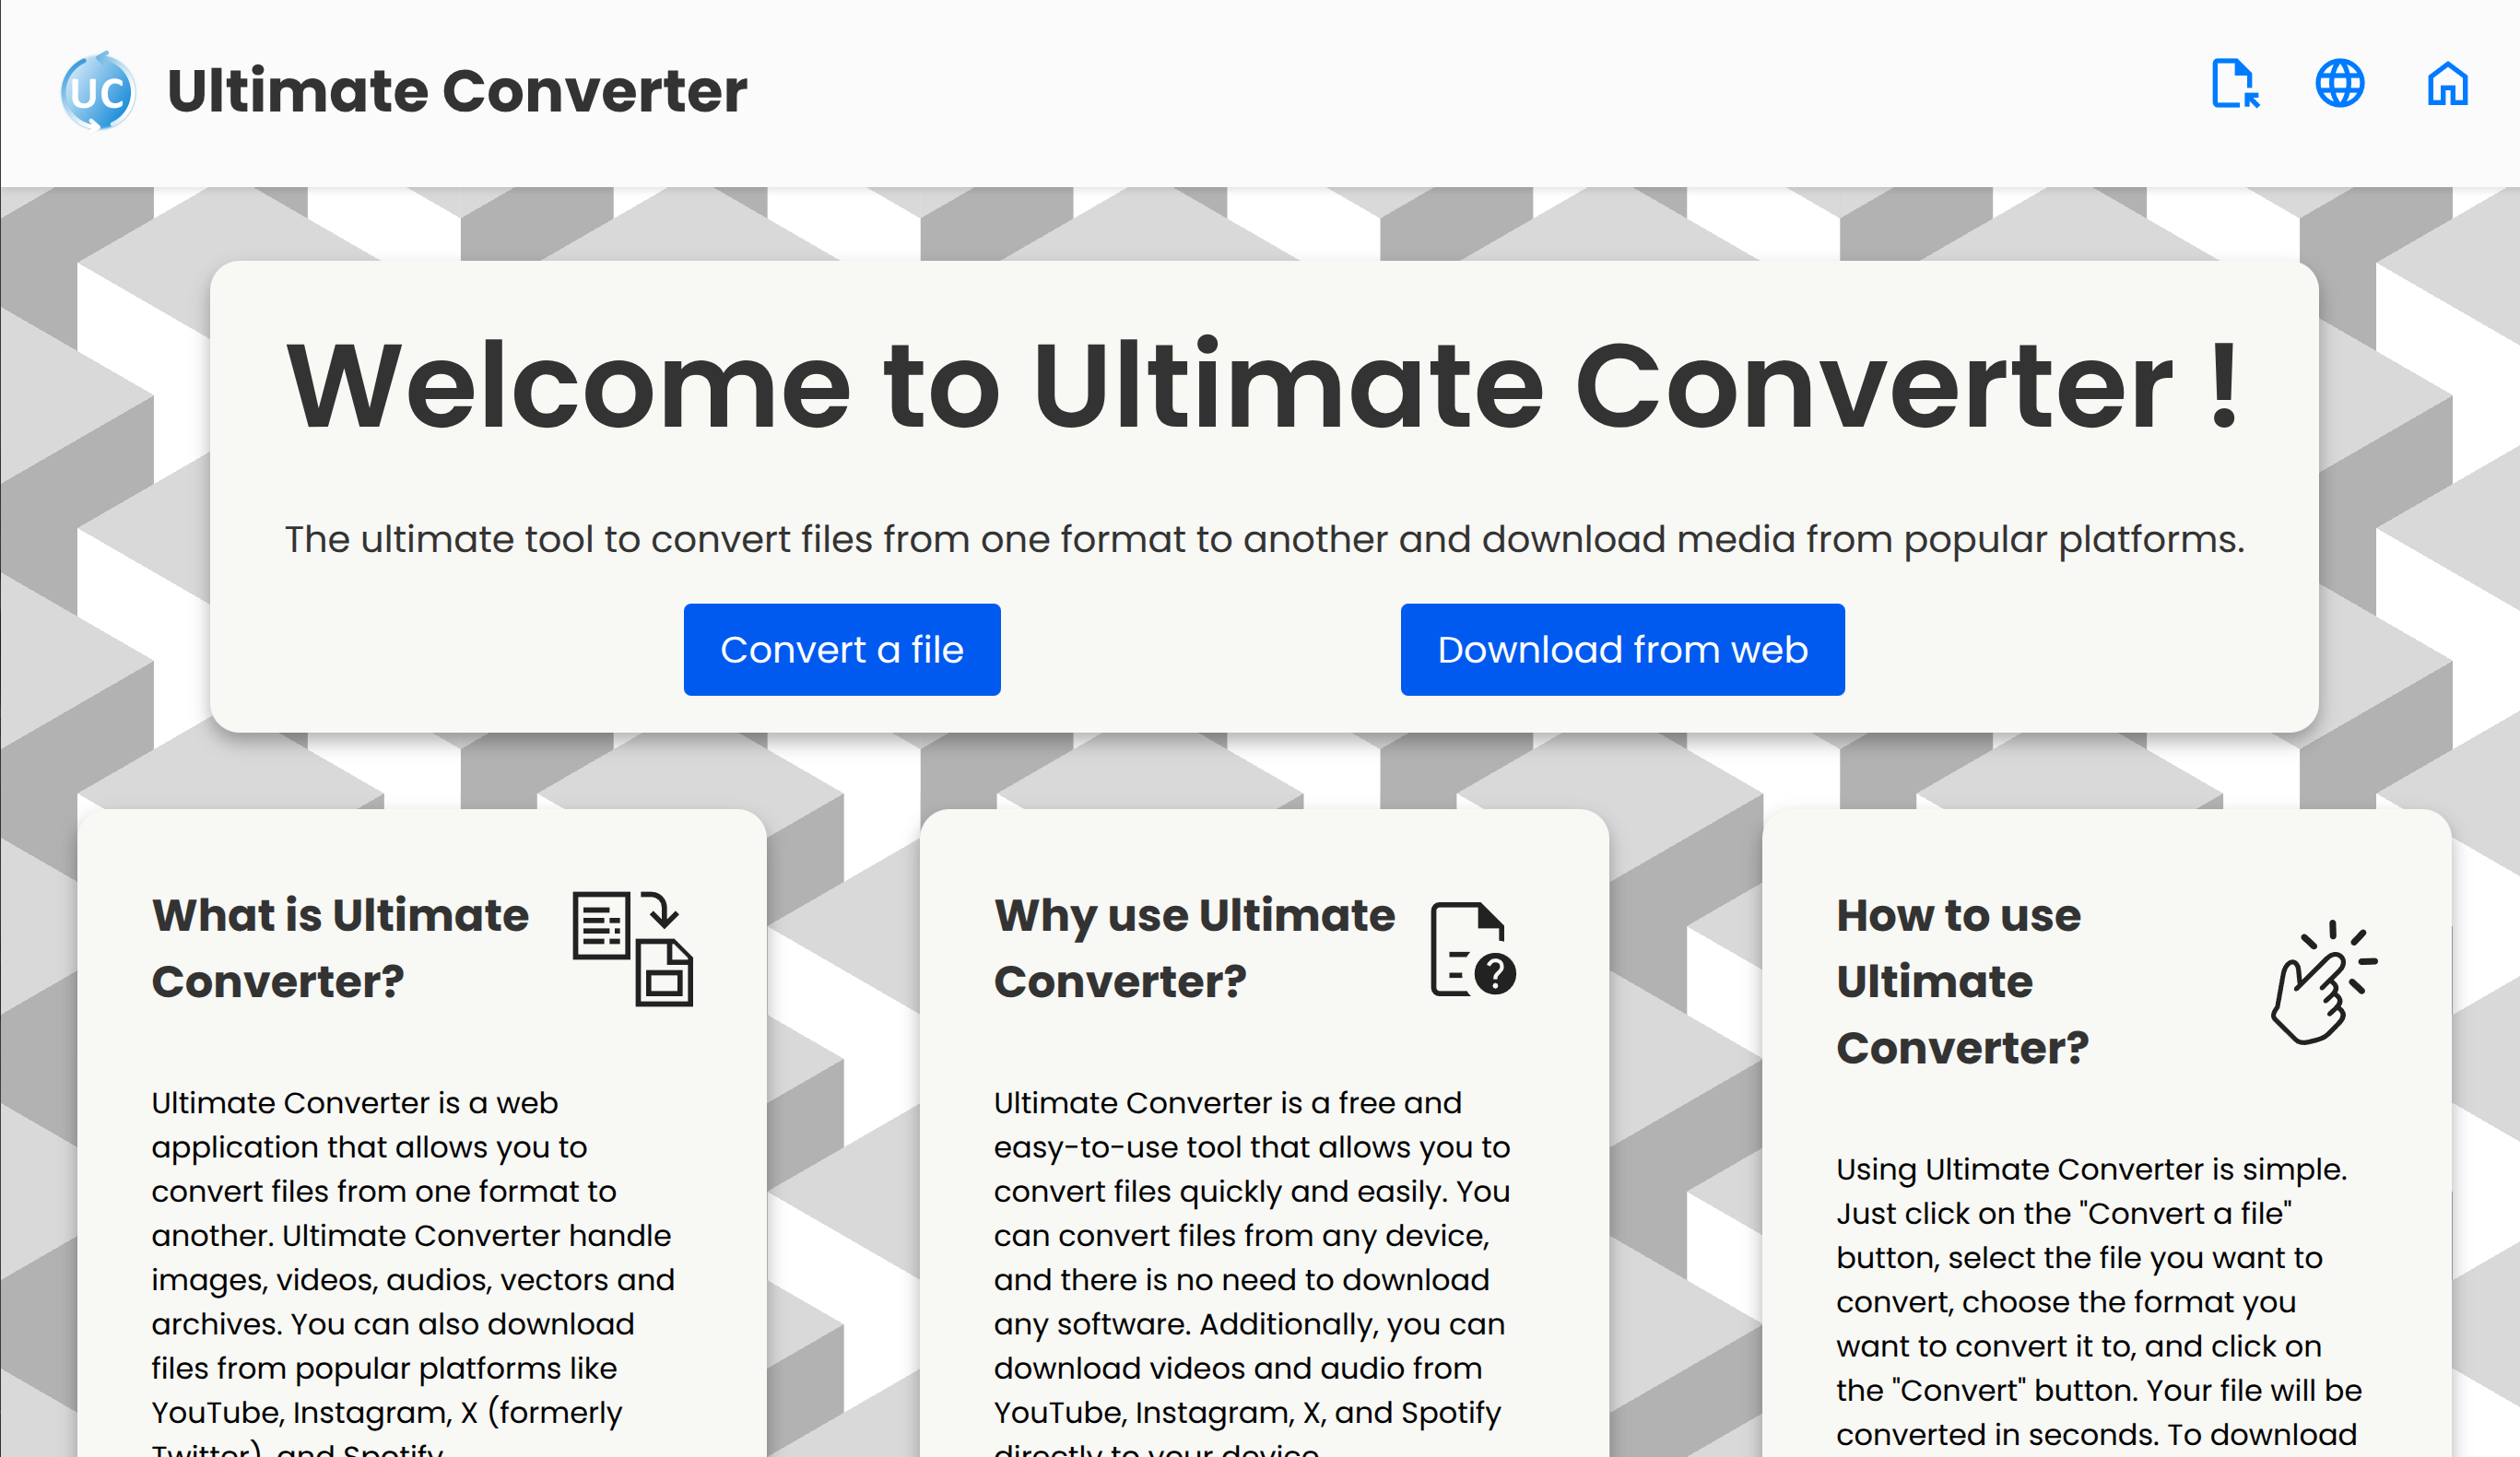 UC
Ultimate Converter
Welcome to Ultimate Converter !
The ultimate tool to convert files from one format to another and download media from popular platforms.
Convert a file
Download from web
What is Ultimate
Converter?
Ultimate Converter is a web
application that allows you to
convert files from one format to
another. Ultimate Converter handle
images, videos, audios, vectors and
archives. You can also download
files from popular platforms like
YouTube, Instagram, X (formerly
Twitter), and Spotify.
Why use Ultimate
Converter?
?
Ultimate Converter is a free and
easy-to-use tool that allows you to
convert files quickly and easily. You
can convert files from any device,
and there is no need to download
any software. Additionally, you can
download videos and audio from
YouTube, Instagram, X, and Spotify
directly to your device.
How to use
Ultimate
Converter?
Using Ultimate Converter is simple.
Just click on the "Convert a file"
button, select the file you want to
convert, choose the format you
want to convert it to, and click on
the "Convert" button. Your file will be
converted in seconds. To download